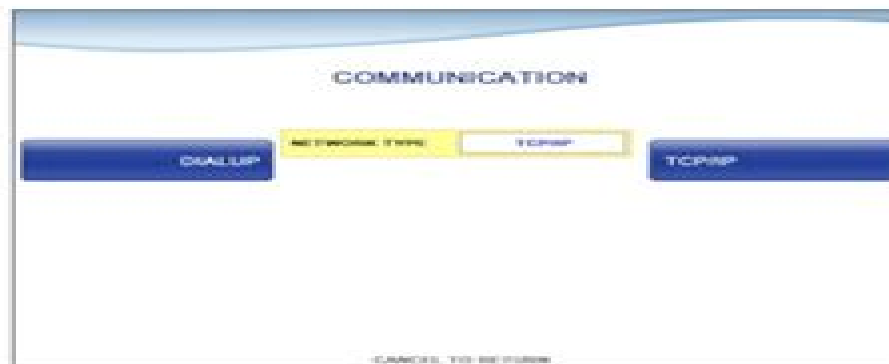 COMMUNICATION
DIALUP
NETWORK TYPE
TCP/IP
TCP/IP
CANCEL TO RETURN